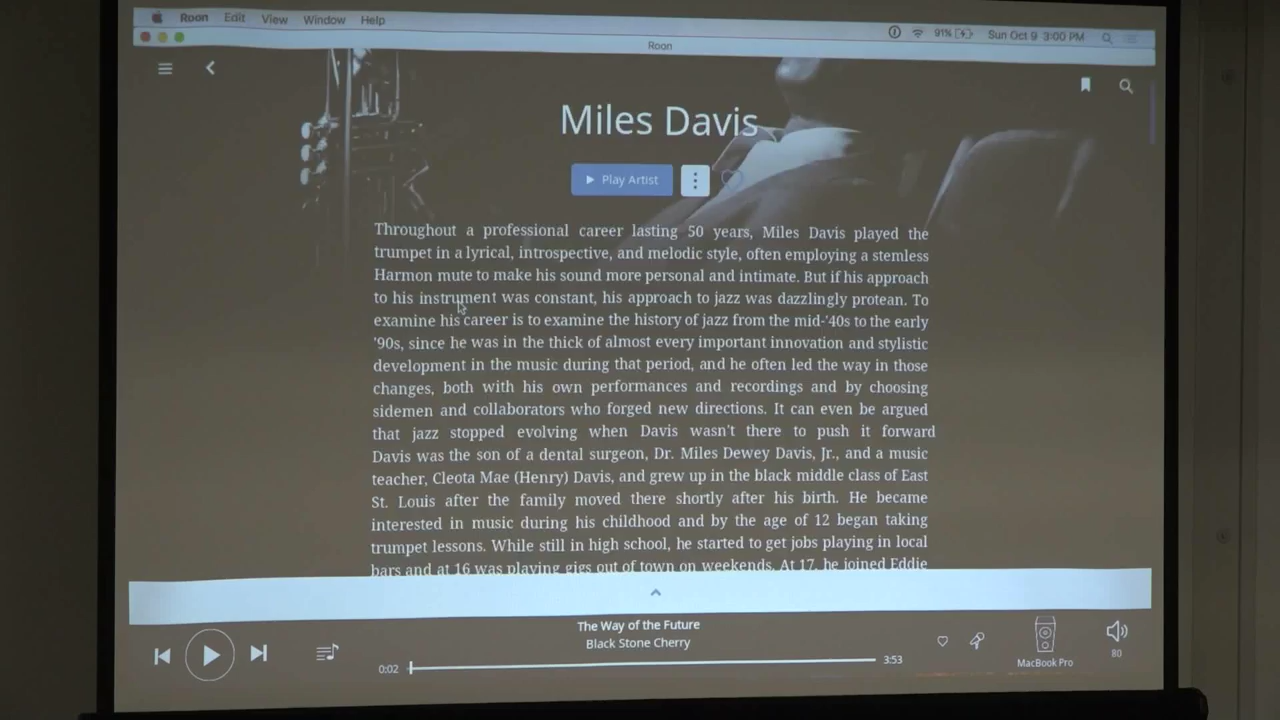 Roon Edit View Window Help
91% Sun Oct 9 3:00 PM
Roon
Miles Davis
Play Artist
Throughout a professional career lasting 50 years, Miles Davis played the
trumpet in a lyrical, introspective, and melodic style, often employing a stemless
Harmon mute to make his sound more personal and intimate. But if his approach
to his instrument was constant, his approach to jazz was dazzlingly protean. To
examine his career is to examine the history of jazz from the mid-'40s to the early
'90s, since he was in the thick of almost every important innovation and stylistic
development in the music during that period, and he often led the way in those
changes, both with his own performances and recordings and by choosing
sidemen and collaborators who forged new directions. It can even be argued
that jazz stopped evolving when Davis wasn't there to push it forward
Davis was the son of a dental surgeon, Dr. Miles Dewey Davis, Jr., and a music
teacher, Cleota Mae (Henry) Davis, and grew up in the black middle class of East
St. Louis after the family moved there shortly after his birth. He became
interested in music during his childhood and by the age of 12 began taking
trumpet lessons. While still in high school, he started to get jobs playing in local
bars and at 16 was playing gigs out of town on weekends. At 17, he joined Eddie
The Way of the Future
Black Stone Cherry
0:02
3:53
MacBook Pro
80